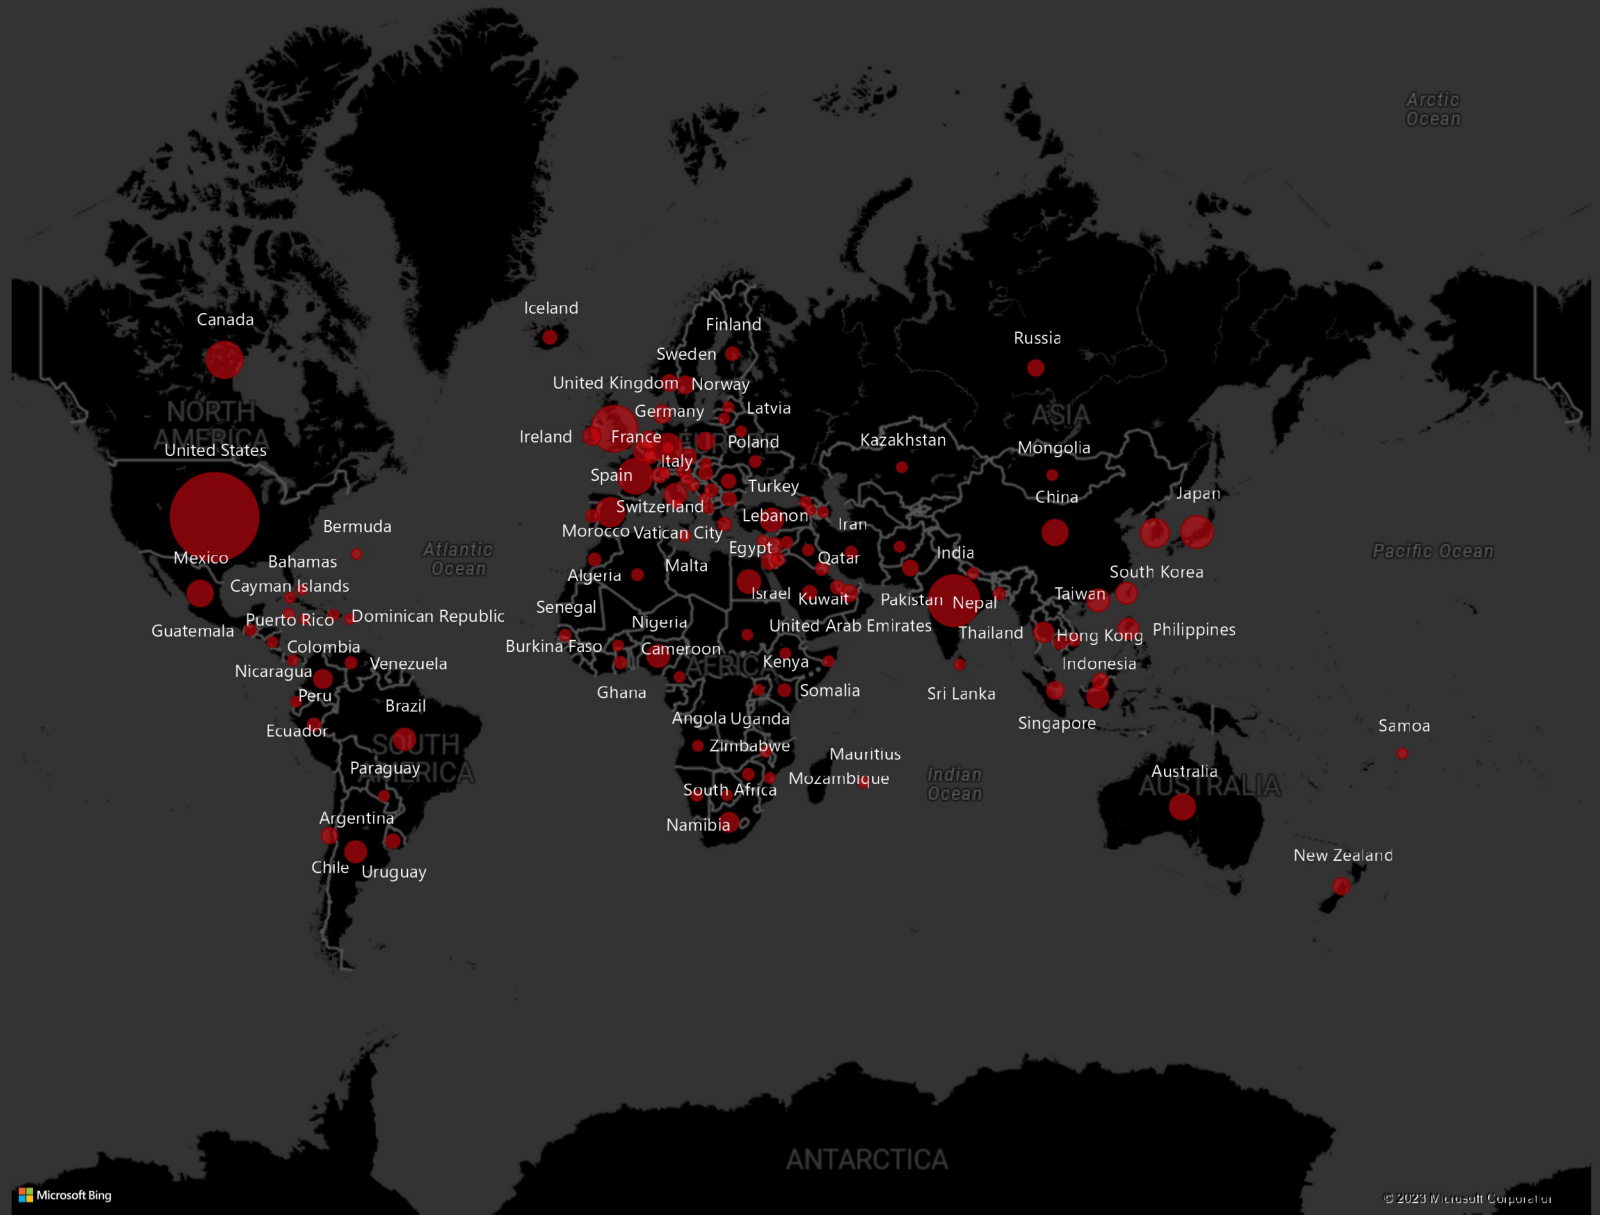 Arctic
Ocean
Iceland
Canada
Finland
Russia
Sweden
United Kingdom
Norway
NORTH
AMERICA
Germany
Latvia
ASIA
Ireland
France
EUROPE
Poland
Kazakhstan
Mongolia
United States
Italy
Spain
Turkey
China
Japan
Switzerland
Lebanon
Iran
Bermuda
Morocco
Vatican City
Egypt
Atlantic
Ocean
Pacific Ocean
Mexico
Bahamas
Malta
Qatar
India
South Korea
Algeria
Cayman Islands
Israel
Kuwait
Pakistan
Nepal
Taiwan
Senegal
Puerto Rico
Dominican Republic
Nigeria
United Arab Emirates
Guatemala
Thailand
Hong Kong
Philippines
Burkina Faso
Cameroon
Colombia
AFRICA
Kenya
Indonesia
Nicaragua
Venezuela
Ghana
Somalia
Sri Lanka
Peru
Brazil
Angola
Uganda
Singapore
Samoa
Ecuador
SOUTH
AMERICA
Zimbabwe
Mauritius
Paraguay
Mozambique
Indian
Ocean
Australia
AUSTRALIA
South Africa
Argentina
Namibia
New Zealand
Chile
Uruguay
ANTARCTICA
Microsoft Bing
© 2023 Microsoft Corporation